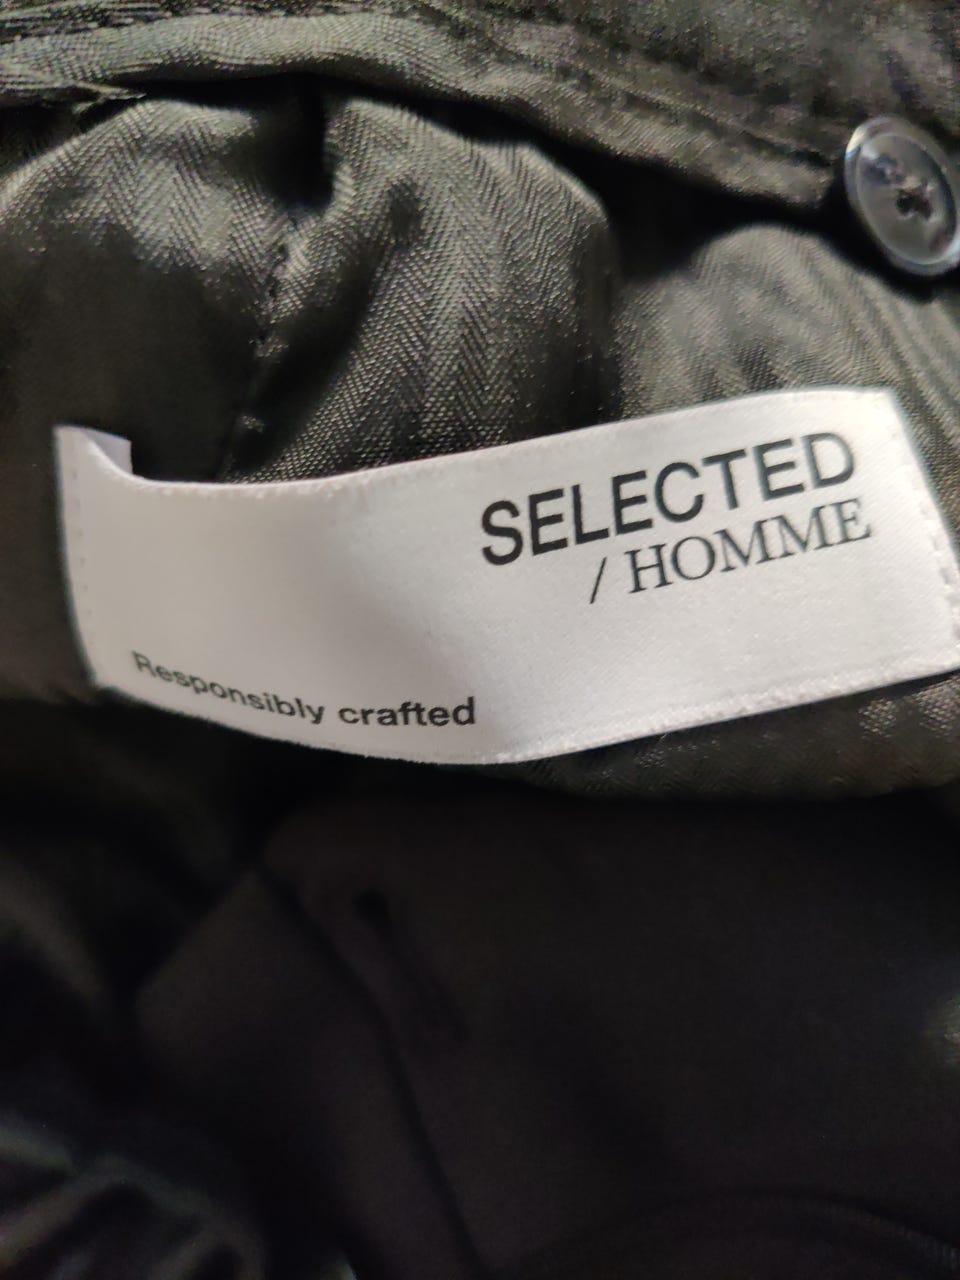 SELECTED
/ HOMME
Responsibly crafted